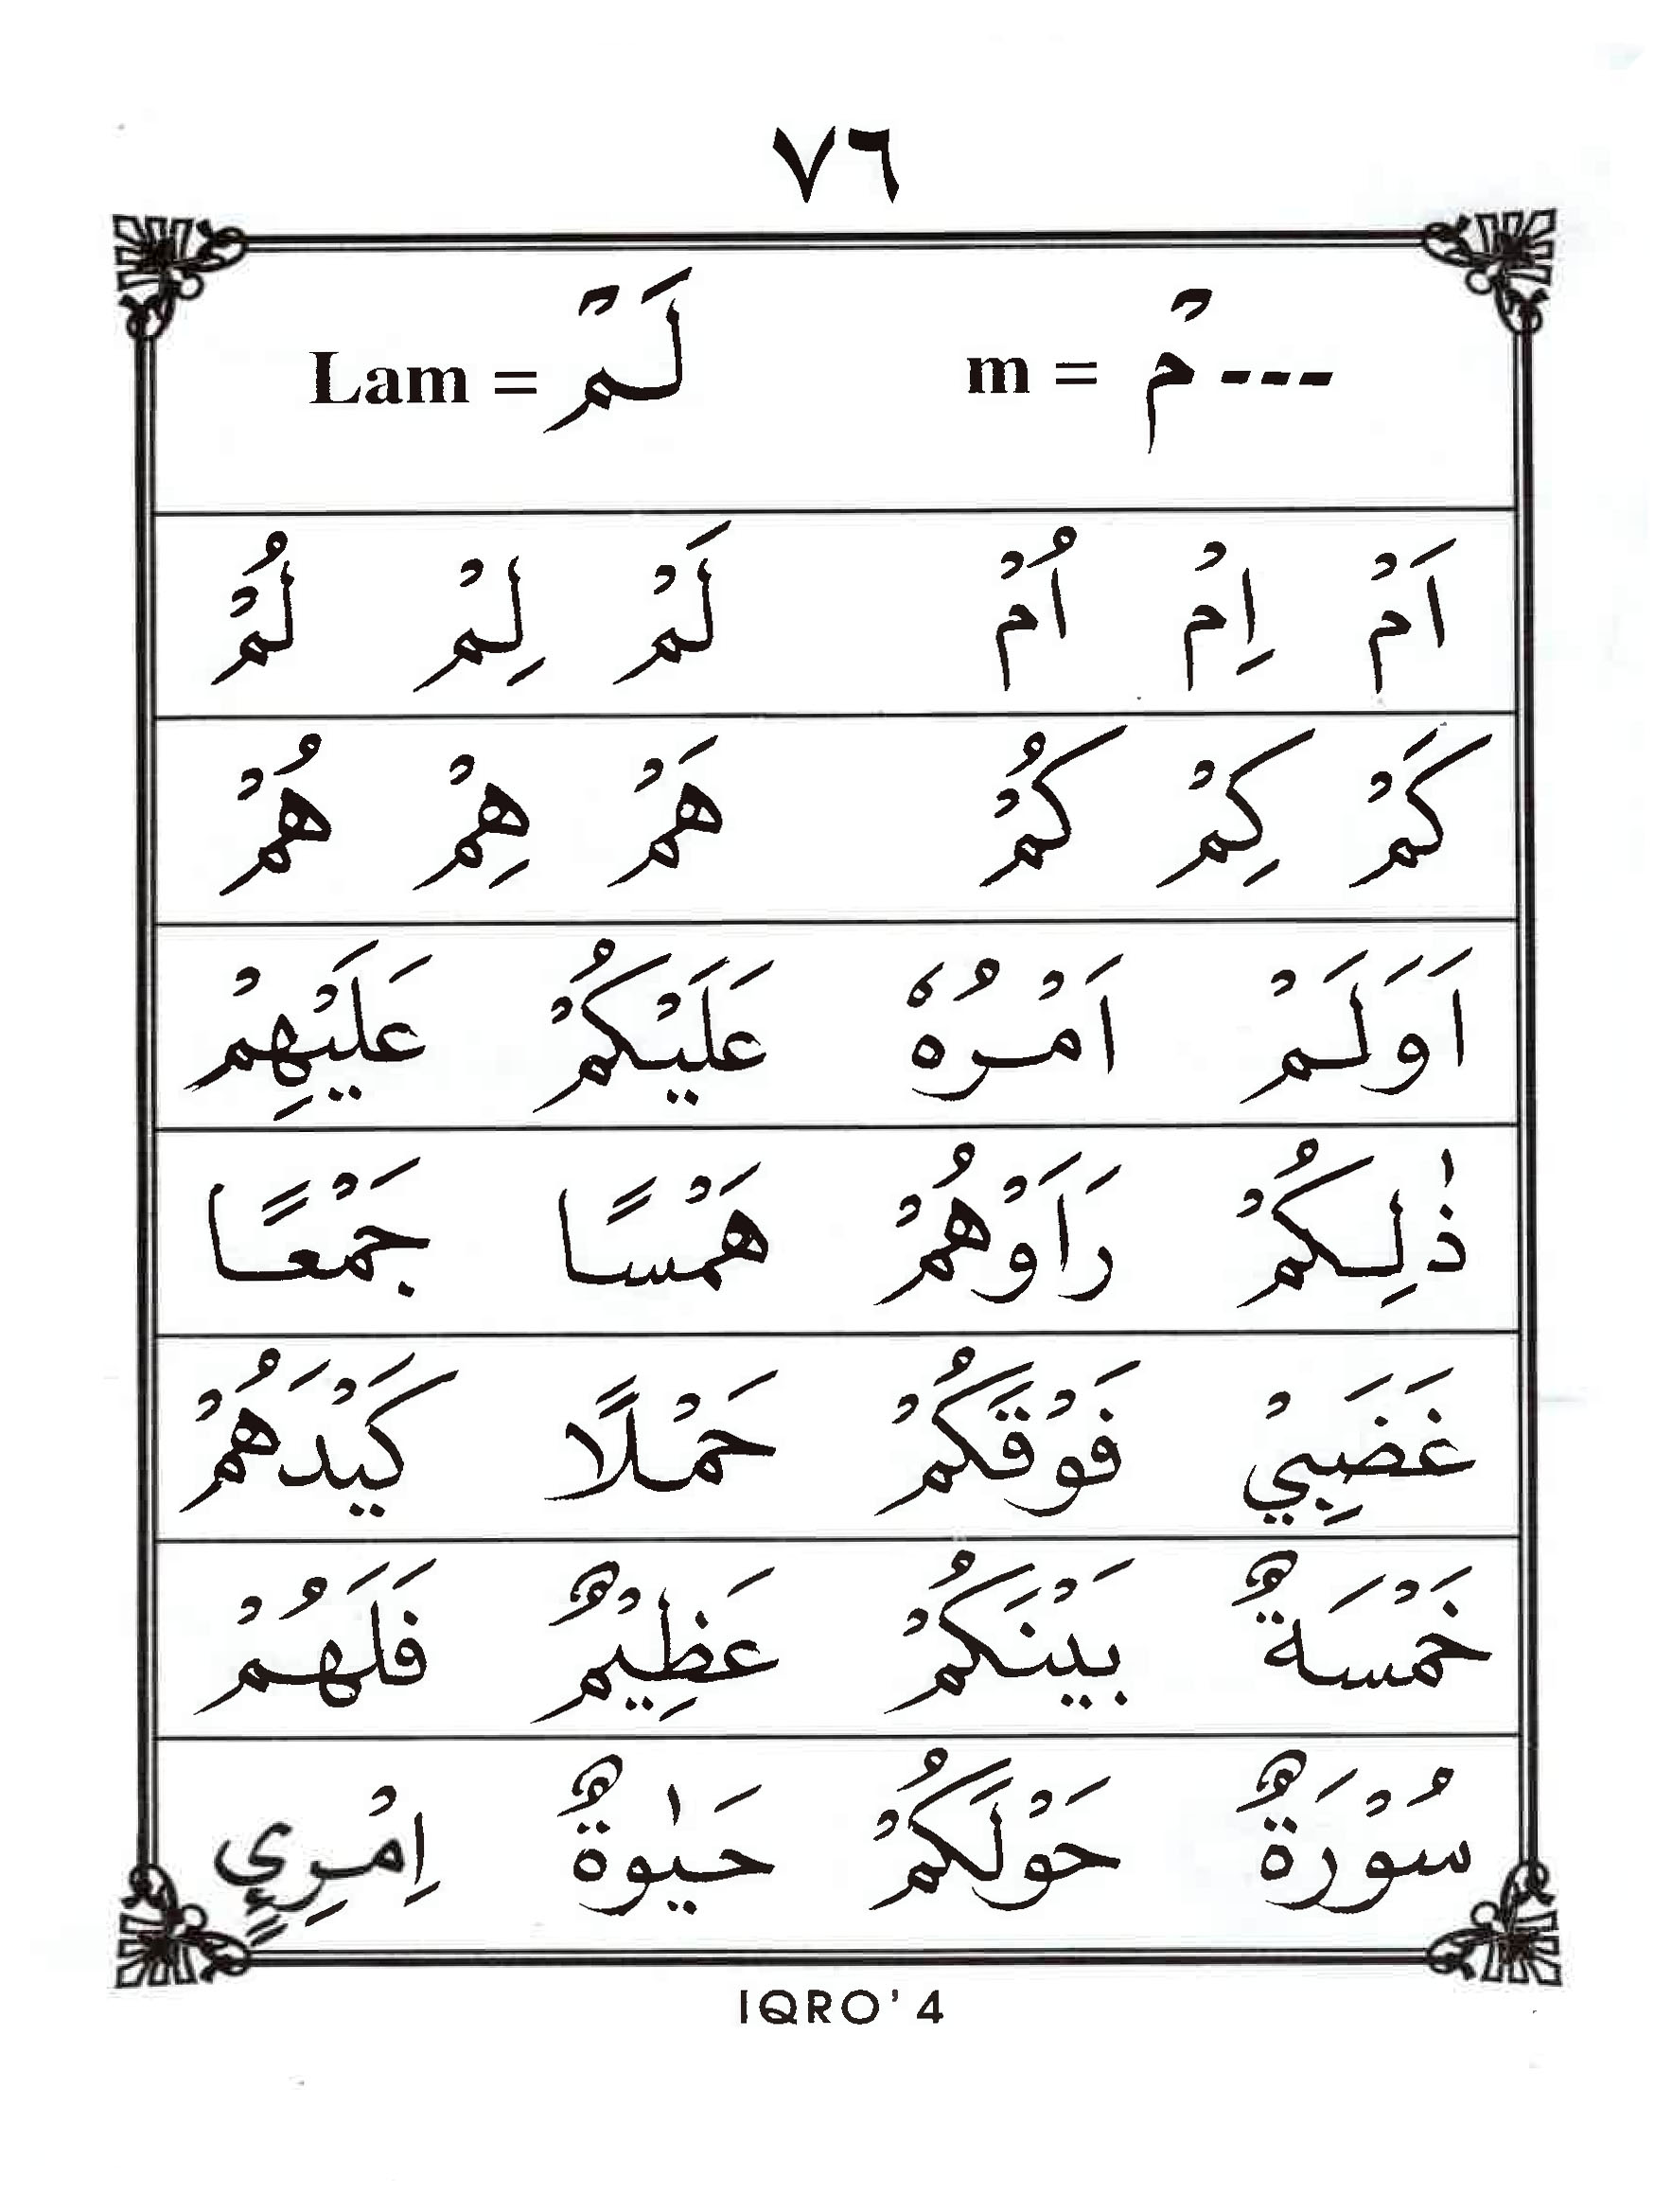 ٧٦
---مْ = m لَمْ = Lam
اَمْ اِمْ اُمْ لَمْ لِمْ لُمْ
كَمْ كِمْ كُمْ هَمْ هِمْ هُمْ
اَوَلَمْ اَمْرُهٗ عَلَيْكُمْ عَلَيْهِمْ
ذٰلِكُمْ رَاَوْهُمْ هَمْسًا جَمْعًا
غَضَبِيْ فَوْقَكُمْ حَمْلًا كَيْدَهُمْ
خَمْسَةٌ بَيْنَكُمْ عَظِيْمٌ فَلَهُمْ
سُوْرَةٌ حَوْلَكُمْ حَيٰوةٌ اِمْرِيٍ
IQRO' 4